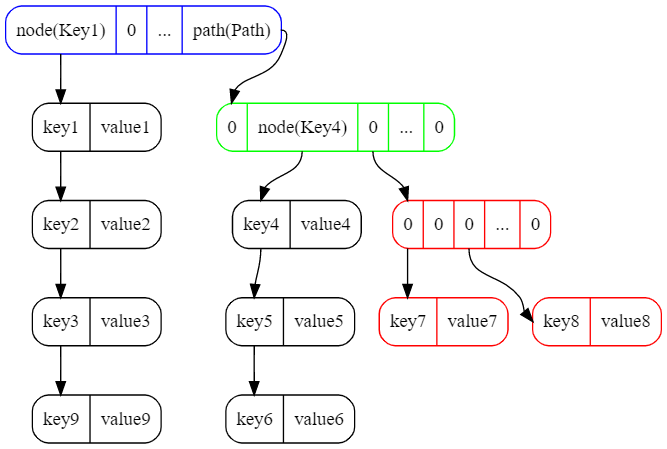 node(Key1) 0 ... path(Path)
key1 value1
0 node(Key4) 0 ... 0
key2 value2
key4 value4
0 0 0 ... 0
key3 value3
key5 value5
key7 value7
key8 value8
key9 value9
key6 value6